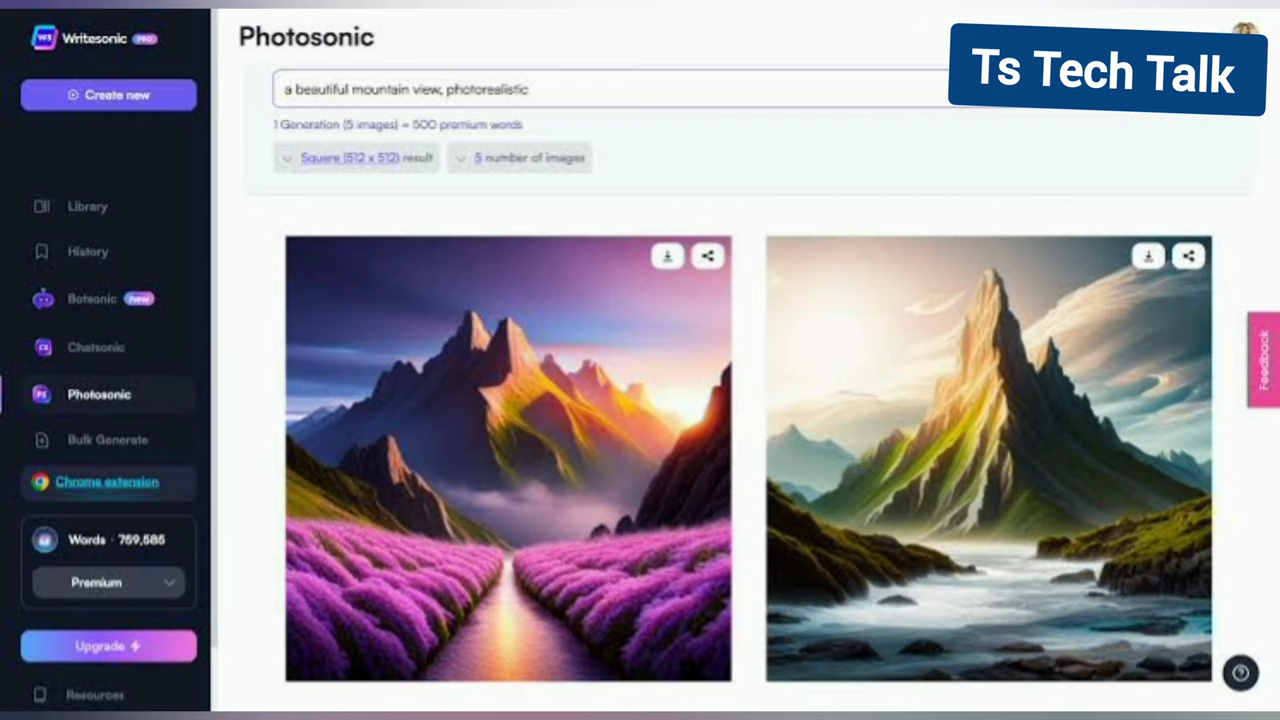 Writesonic PRO
Create new
Library
History
Botsonic new
Chatsonic
Photosonic
Bulk Generate
Chrome extension
Words · 759,585
Premium
Upgrade
Resources
Photosonic
Ts Tech Talk
a beautiful mountain view, photorealistic
1 Generation (5 images) = 500 premium words
Square (512 x 512) result
5 number of images
Feedback